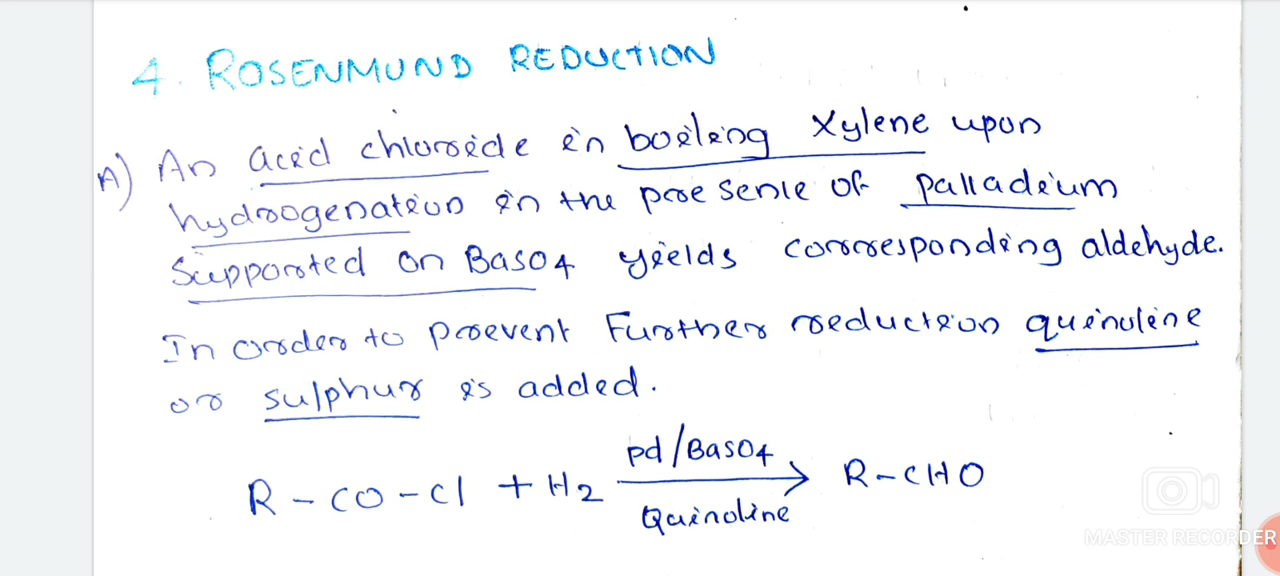 4. ROSENMUND REDUCTION
A) An acid chloride in boiling Xylene upon
hydrogenation in the presence of palladium
Supported on BaSO4 yields corresponding aldehyde.
In order to prevent Further reduction quinoline
or sulphur is added.
Pd/BaSO4
R - CO - Cl + H2 → R - CHO
Quinoline
MASTER RECORDER